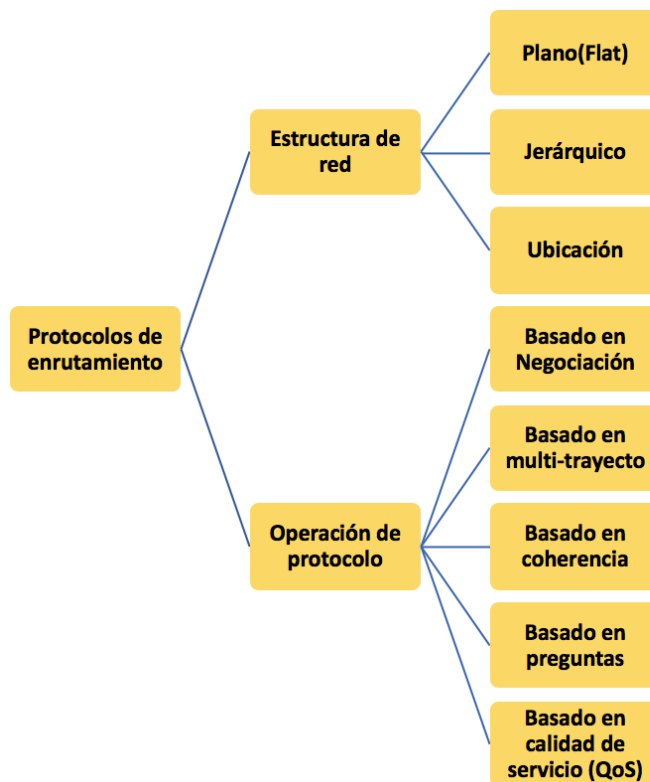 Plano(Flat)
Estructura de
red
Jerárquico
Ubicación
Protocolos de
enrutamiento
Basado en
Negociación
Basado en
multi-trayecto
Operación de
protocolo
Basado en
coherencia
Basado en
preguntas
Basado en
calidad de
servicio (QoS)